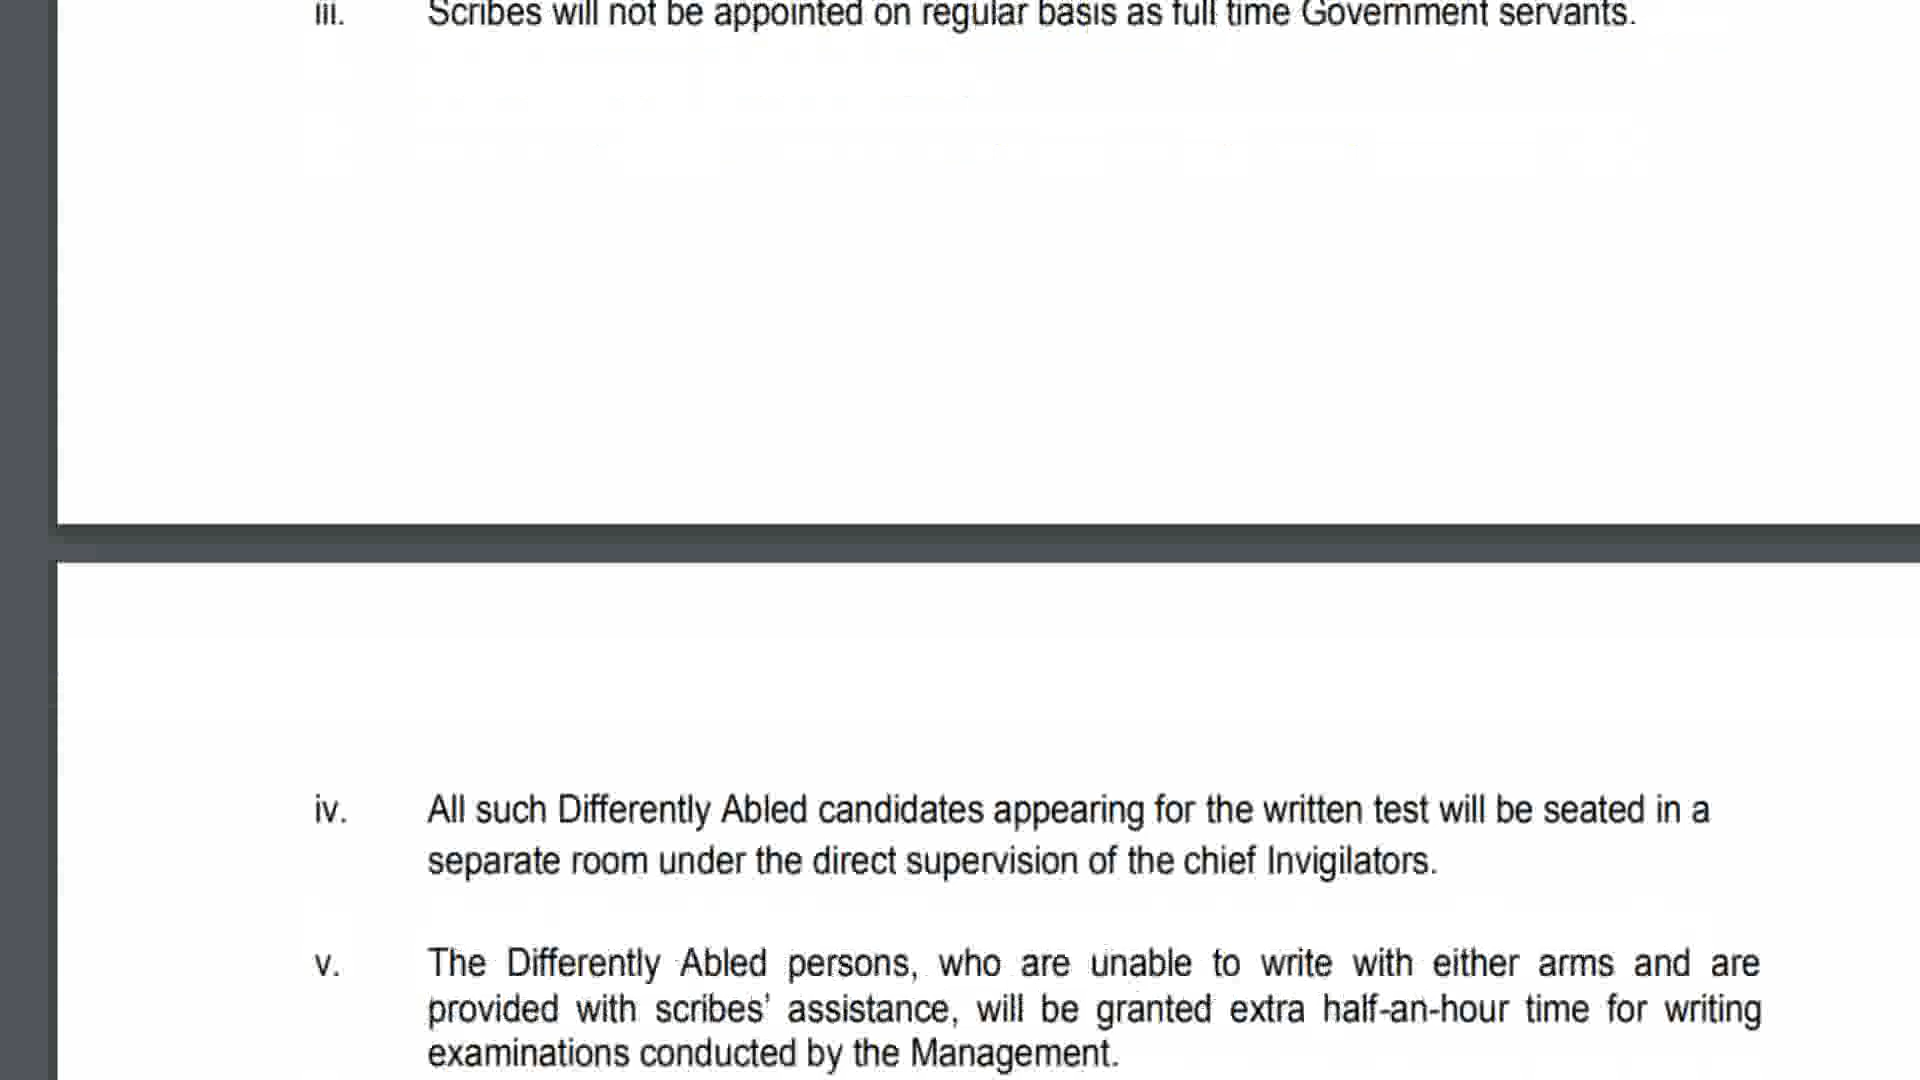 iii. Scribes will not be appointed on regular basis as full time Government servants.
iv. All such Differently Abled candidates appearing for the written test will be seated in a
separate room under the direct supervision of the chief Invigilators.
v. The Differently Abled persons, who are unable to write with either arms and are
provided with scribes' assistance, will be granted extra half-an-hour time for writing
examinations conducted by the Management.